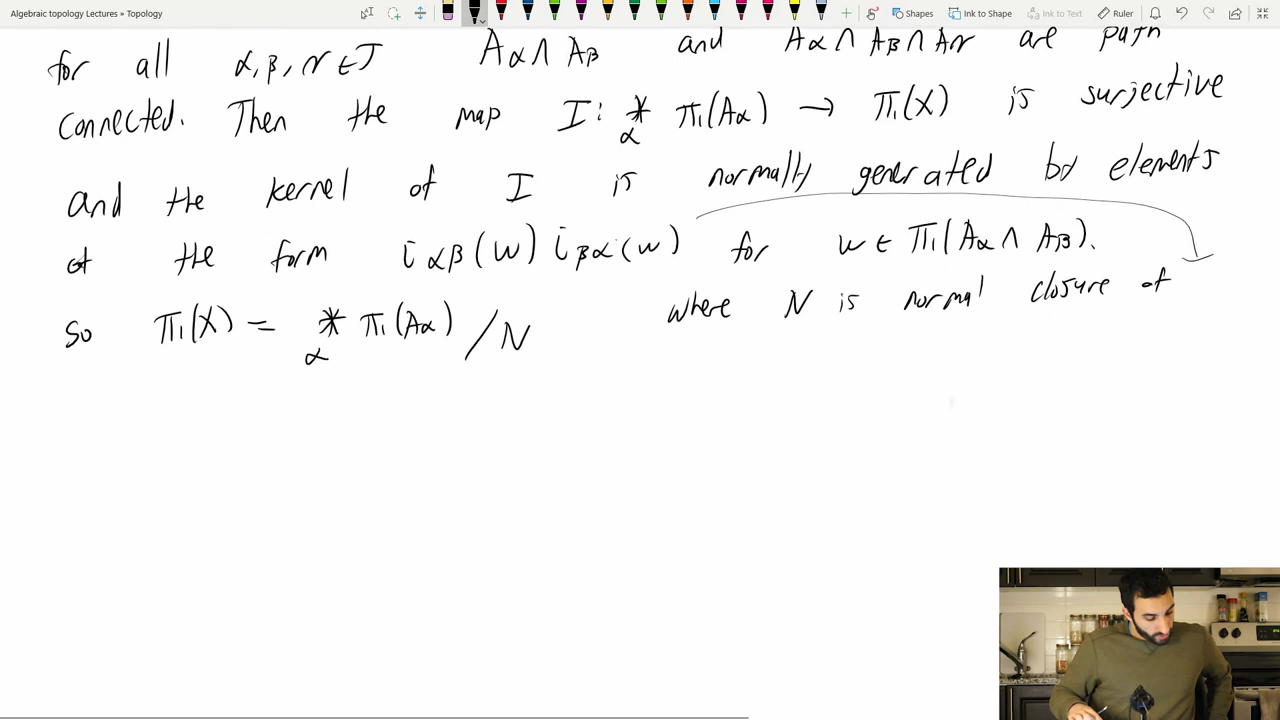 Algebraic topology Lectures » Topology
Shapes Ink to Shape Ink to Text Ruler
for all α, β, γ ∈ J Aα ∩ Aβ and Aα ∩ Aβ ∩ Aγ are path
connected. Then the map I: *α π₁(Aα) → π₁(X) is surjective
and the kernel of I is normally generated by elements
of the form iαβ(w) iβα(w) for w ∈ π₁(Aα ∩ Aβ).
So π₁(X) = *α π₁(Aα) / N where N is normal closure of